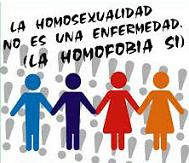 LA HOMOSEXUALIDAD
NO ES UNA ENFERMEDAD.
(LA HOMOFOBIA SI)